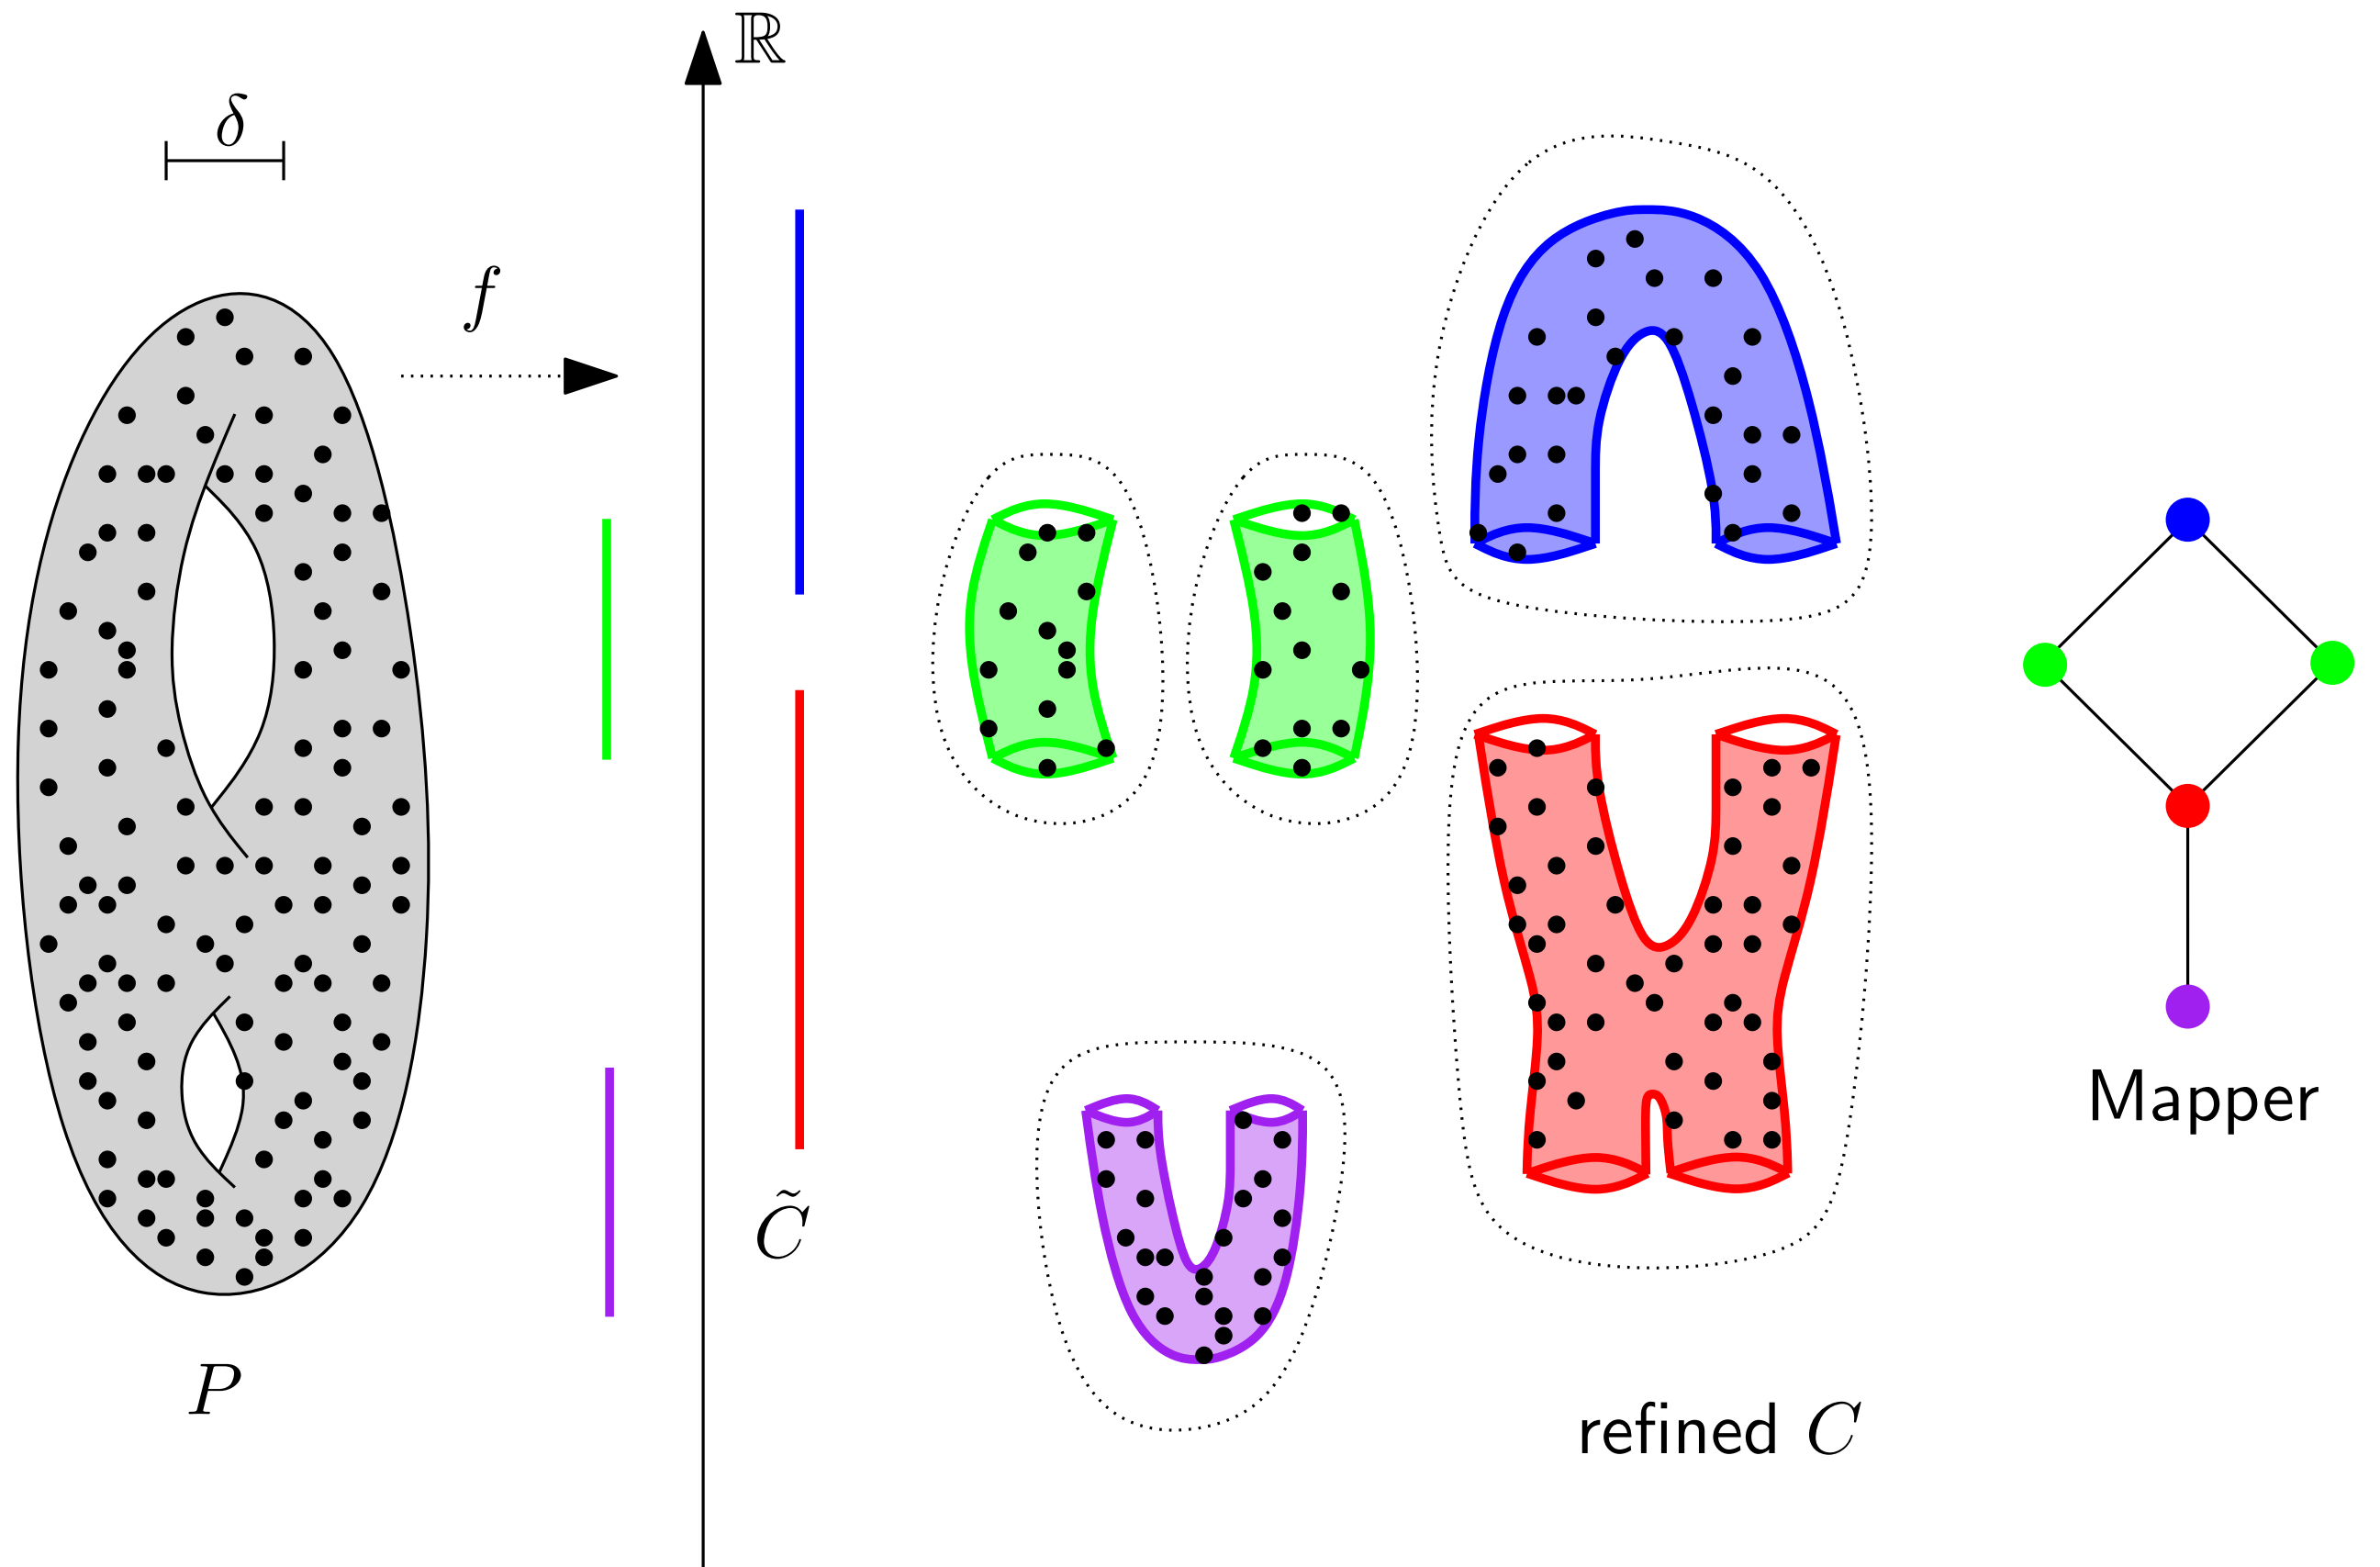 ℝ
δ
f
C̃
P
Mapper
refined C